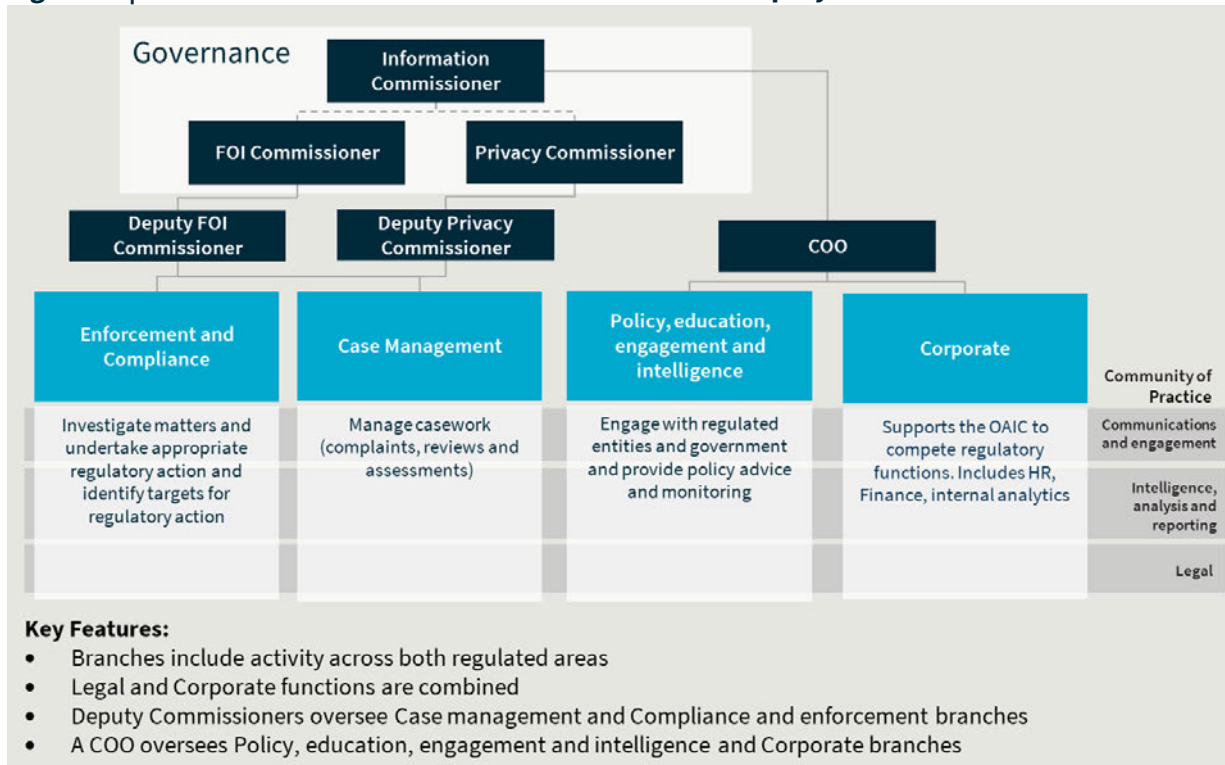 Governance
Information
Commissioner
FOI Commissioner
Privacy Commissioner
Deputy FOI
Commissioner
Deputy Privacy
Commissioner
COO
Enforcement and
Compliance
Case Management
Policy, education,
engagement and
intelligence
Corporate
Community of
Practice
Investigate matters and
undertake appropriate
regulatory action and
identify targets for
regulatory action
Manage casework
(complaints, reviews and
assessments)
Engage with regulated
entities and government
and provide policy advice
and monitoring
Supports the OAIC to
compete regulatory
functions. Includes HR,
Finance, internal analytics
Communications
and engagement
Intelligence,
analysis and
reporting
Legal
Key Features:
• Branches include activity across both regulated areas
• Legal and Corporate functions are combined
• Deputy Commissioners oversee Case management and Compliance and enforcement branches
• A COO oversees Policy, education, engagement and intelligence and Corporate branches